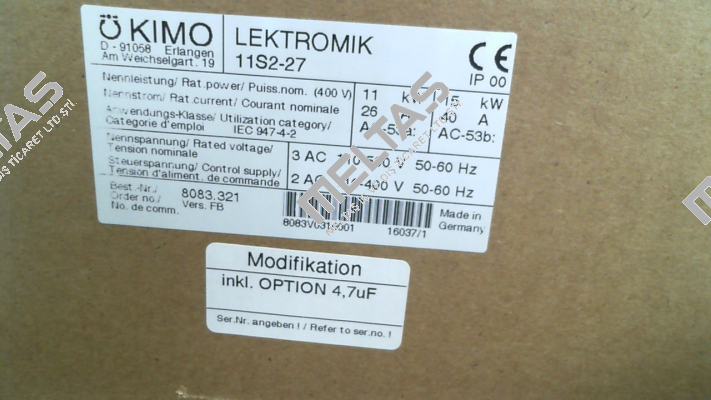 KIMO
D - 91058 Erlangen
Am Weichselgart. 19
LEKTROMIK
11S2-27
CE
IP 00
Nennleistung/ Rat.power/ Puiss.nom. (400 V)
11 kW 15 kW
Nennstrom/ Rat.current/ Courant nominale
26 40 A
Anwendungs-Klasse/ Utilization category/
Categorie d'emploi IEC 947-4-2
AC-53a: AC-53b:
Nennspannung/ Rated voltage/
Tension nominale
3 AC 50-60 Hz
Steuerspannung/ Control supply/
Tension d'aliment. de commande
2 AC -400 V 50-60 Hz
Best.-Nr./
Order no./
No. de comm.
8083.321
Vers. FB
16037/1
Made in
Germany
Modifikation
inkl. OPTION 4,7uF
Ser.Nr. angeben ! / Refer to ser.no. !
MELTAS